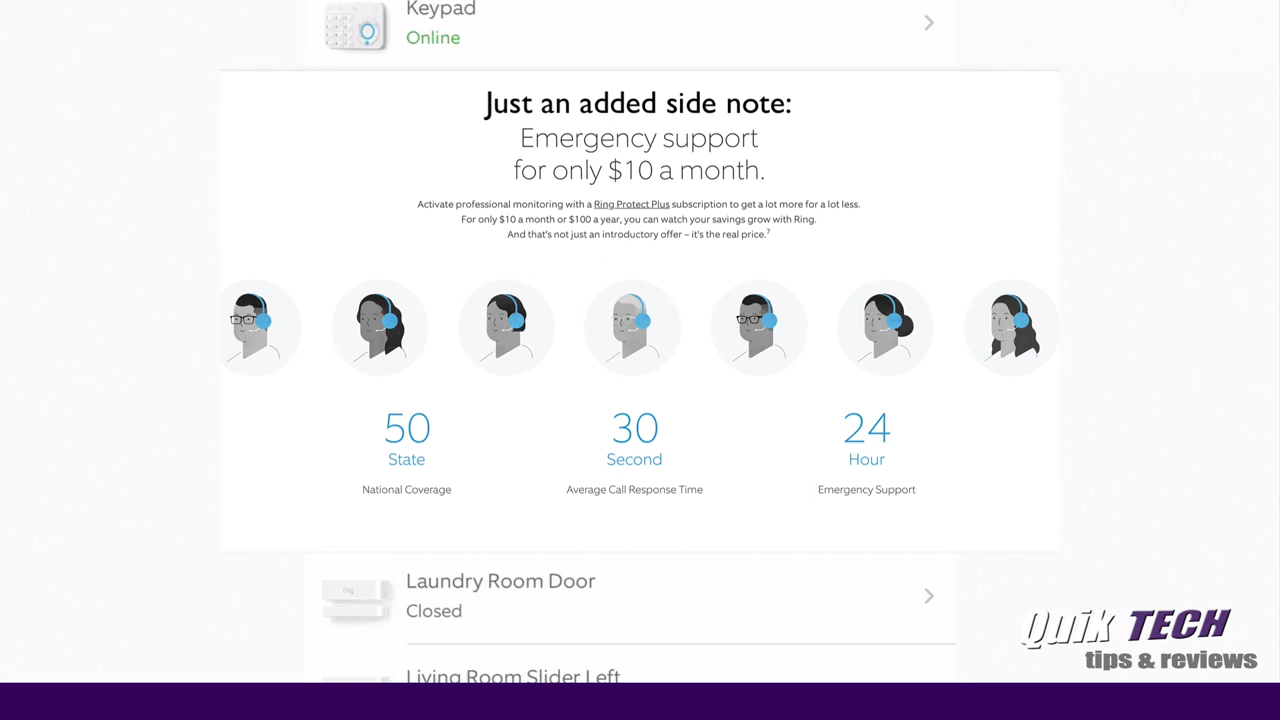 Keypad
Online
Just an added side note:
Emergency support
for only $10 a month.
Activate professional monitoring with a Ring Protect Plus subscription to get a lot more for a lot less.
For only $10 a month or $100 a year, you can watch your savings grow with Ring.
And that's not just an introductory offer – it's the real price.7
50 30 24
State Second Hour
National Coverage Average Call Response Time Emergency Support
Laundry Room Door
ring
Closed
Living Room Slider Left
Quik TECH
tips & reviews